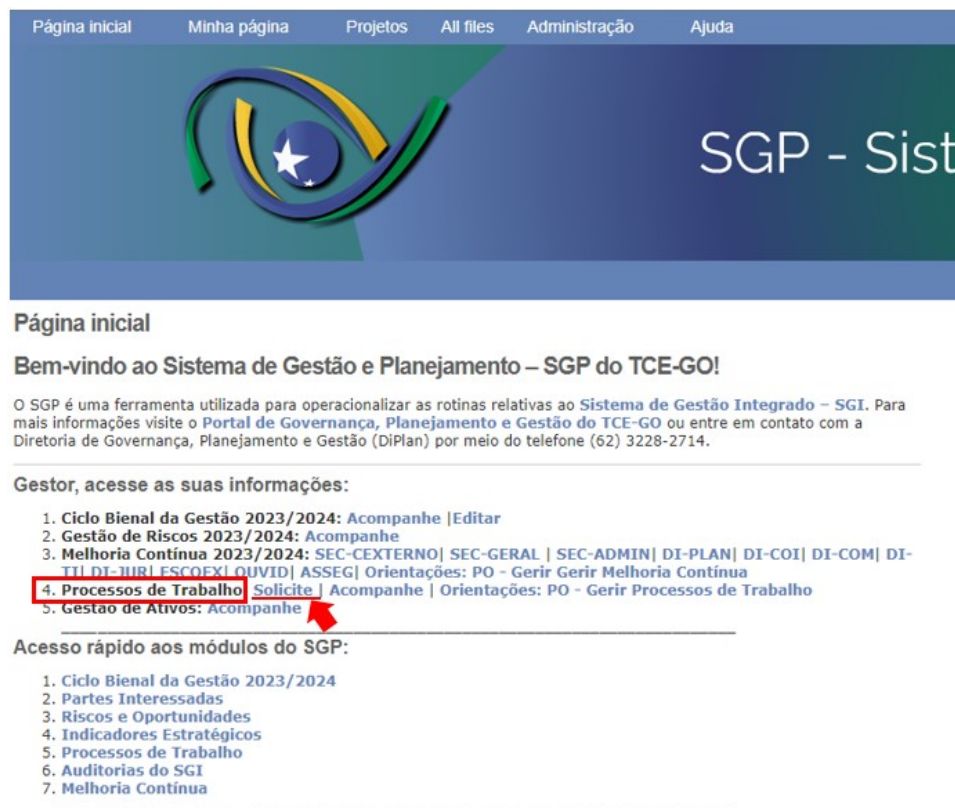 Página inicial Minha página Projetos All files Administração Ajuda
SGP - Sist
Página inicial
Bem-vindo ao Sistema de Gestão e Planejamento – SGP do TCE-GO!
O SGP é uma ferramenta utilizada para operacionalizar as rotinas relativas ao Sistema de Gestão Integrado – SGI. Para
mais informações visite o Portal de Governança, Planejamento e Gestão do TCE-GO ou entre em contato com a
Diretoria de Governança, Planejamento e Gestão (DiPlan) por meio do telefone (62) 3228-2714.
Gestor, acesse as suas informações:
1. Ciclo Bienal da Gestão 2023/2024: Acompanhe |Editar
2. Gestão de Riscos 2023/2024: Acompanhe
3. Melhoria Contínua 2023/2024: SEC-CEXTERNO| SEC-GERAL | SEC-ADMIN| DI-PLAN| DI-COI| DI-COM| DI-
TI| DI-JUR| ESCOEX| OUVID| ASSEG| Orientações: PO - Gerir Gerir Melhoria Contínua
4. Processos de Trabalho Solicite | Acompanhe | Orientações: PO - Gerir Processos de Trabalho
5. Gestão de Ativos: Acompanhe
Acesso rápido aos módulos do SGP:
1. Ciclo Bienal da Gestão 2023/2024
2. Partes Interessadas
3. Riscos e Oportunidades
4. Indicadores Estratégicos
5. Processos de Trabalho
6. Auditorias do SGI
7. Melhoria Contínua